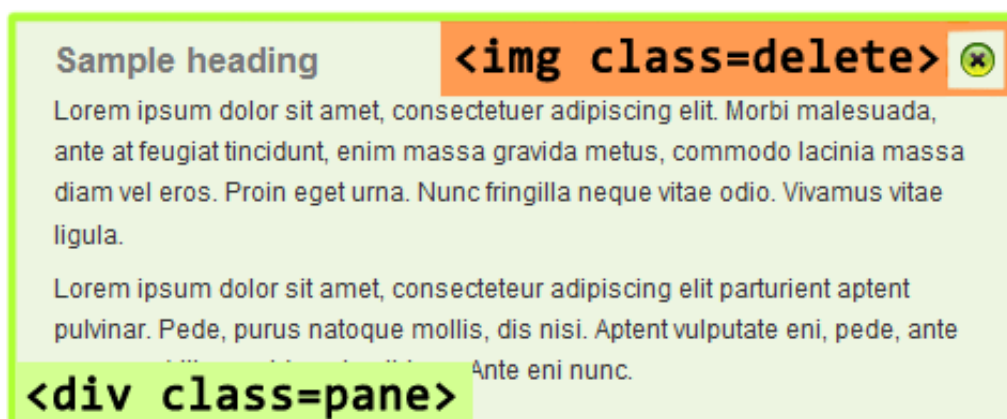 Sample heading
<img class=delete>
Lorem ipsum dolor sit amet, consectetuer adipiscing elit. Morbi malesuada,
ante at feugiat tincidunt, enim massa gravida metus, commodo lacinia massa
diam vel eros. Proin eget urna. Nunc fringilla neque vitae odio. Vivamus vitae
ligula.
Lorem ipsum dolor sit amet, consecteteur adipiscing elit parturient aptent
pulvinar. Pede, purus natoque mollis, dis nisi. Aptent vulputate eni, pede, ante
Ante eni nunc.
<div class=pane>